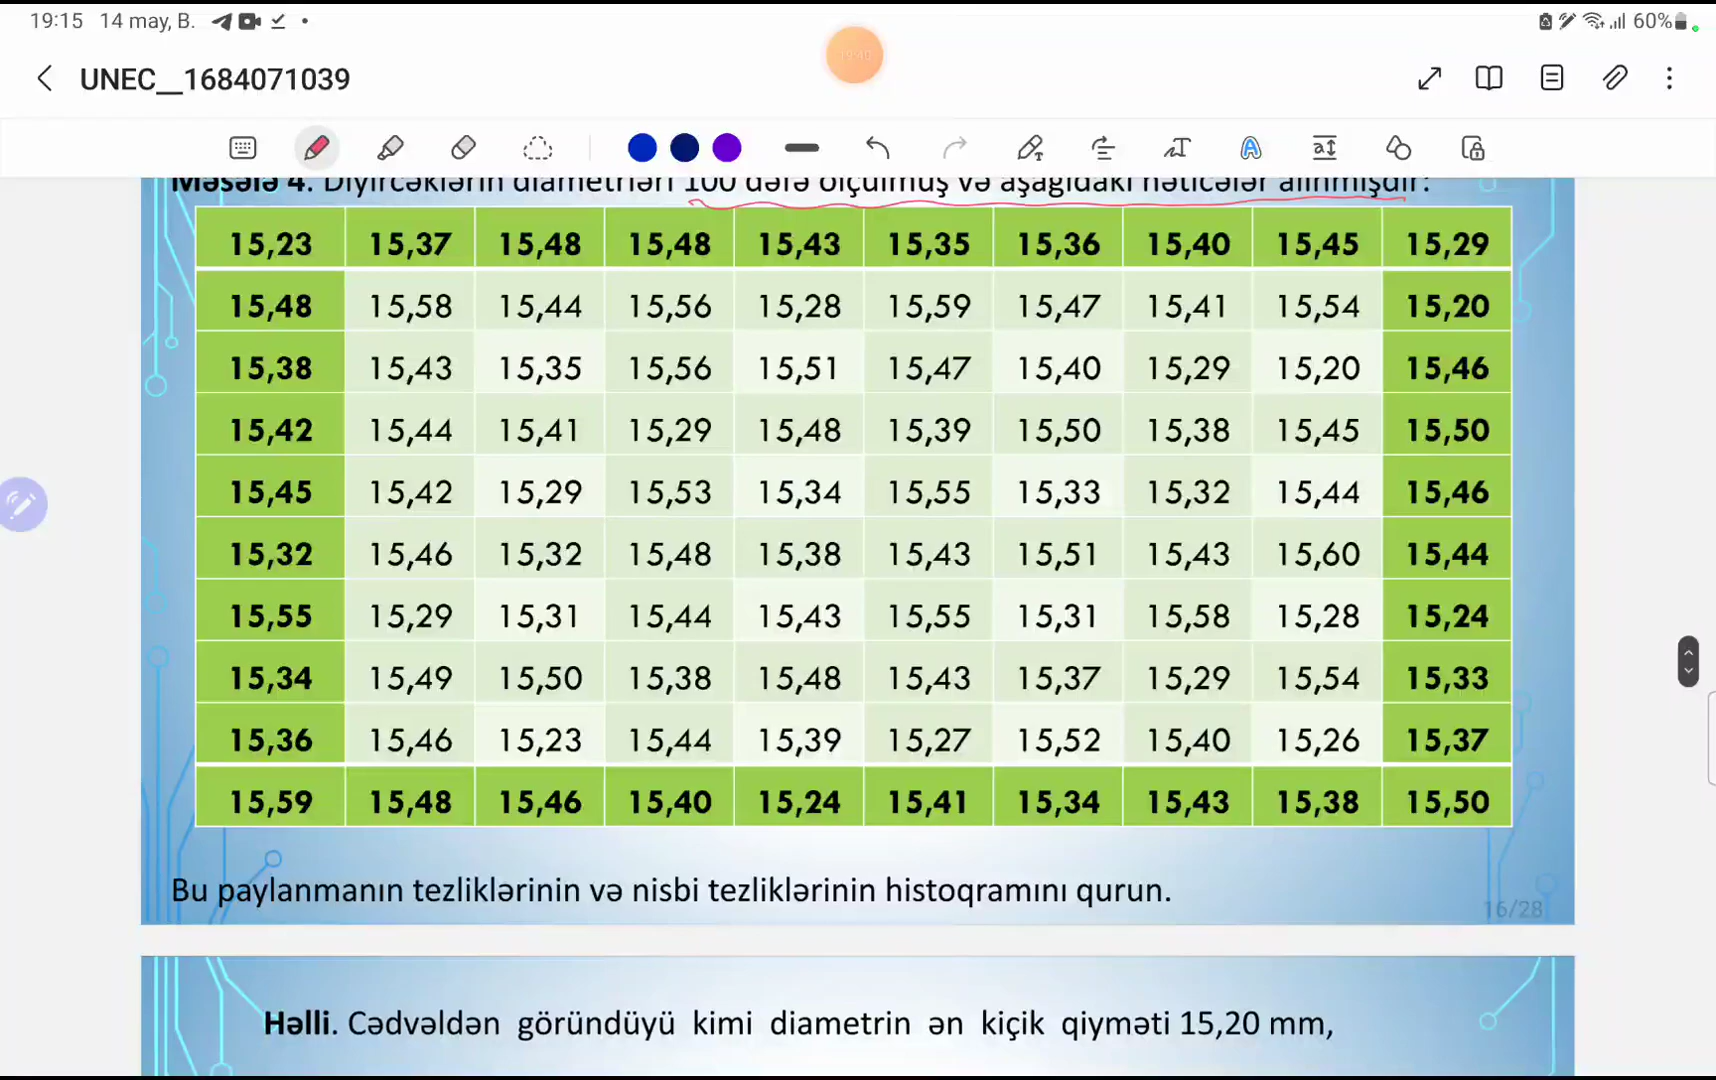 19:15 14 may, B. 60%
UNEC__1684071039
Məsələ 4. Diyircəklərin diametrləri 100 dəfə ölçülmüş və aşağıdakı nəticələr alınmışdır:
15,23 15,37 15,48 15,48 15,43 15,35 15,36 15,40 15,45 15,29
15,48 15,58 15,44 15,56 15,28 15,59 15,47 15,41 15,54 15,20
15,38 15,43 15,35 15,56 15,51 15,47 15,40 15,29 15,20 15,46
15,42 15,44 15,41 15,29 15,48 15,39 15,50 15,38 15,45 15,50
15,45 15,42 15,29 15,53 15,34 15,55 15,33 15,32 15,44 15,46
15,32 15,46 15,32 15,48 15,38 15,43 15,51 15,43 15,60 15,44
15,55 15,29 15,31 15,44 15,43 15,55 15,31 15,58 15,28 15,24
15,34 15,49 15,50 15,38 15,48 15,43 15,37 15,29 15,54 15,33
15,36 15,46 15,23 15,44 15,39 15,27 15,52 15,40 15,26 15,37
15,59 15,48 15,46 15,40 15,24 15,41 15,34 15,43 15,38 15,50
Bu paylanmanın tezliklərinin və nisbi tezliklərinin histoqramını qurun.
16/28
Həlli. Cədvəldən göründüyü kimi diametrin ən kiçik qiyməti 15,20 mm,